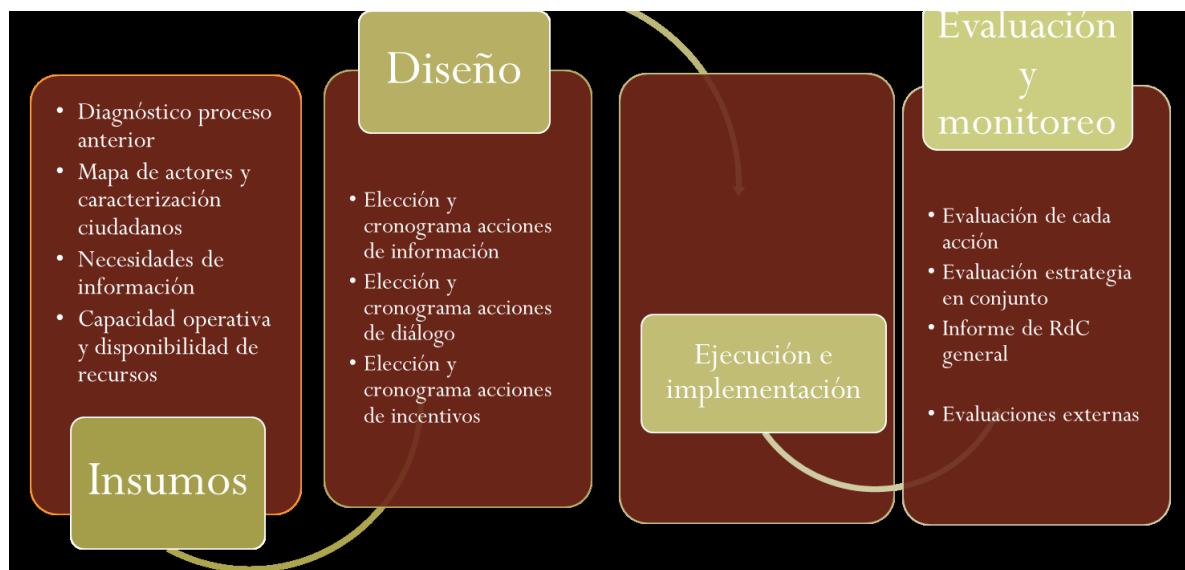 • Diagnóstico proceso
anterior
• Mapa de actores y
caracterización
ciudadanos
• Necesidades de
información
• Capacidad operativa
y disponibilidad de
recursos
Insumos
Diseño
• Elección y
cronograma acciones
de información
• Elección y
cronograma acciones
de diálogo
• Elección y
cronograma acciones
de incentivos
Ejecución e
implementación
Evaluación
y
monitoreo
• Evaluación de cada
acción
• Evaluación estrategia
en conjunto
• Informe de RdC
general
• Evaluaciones externas